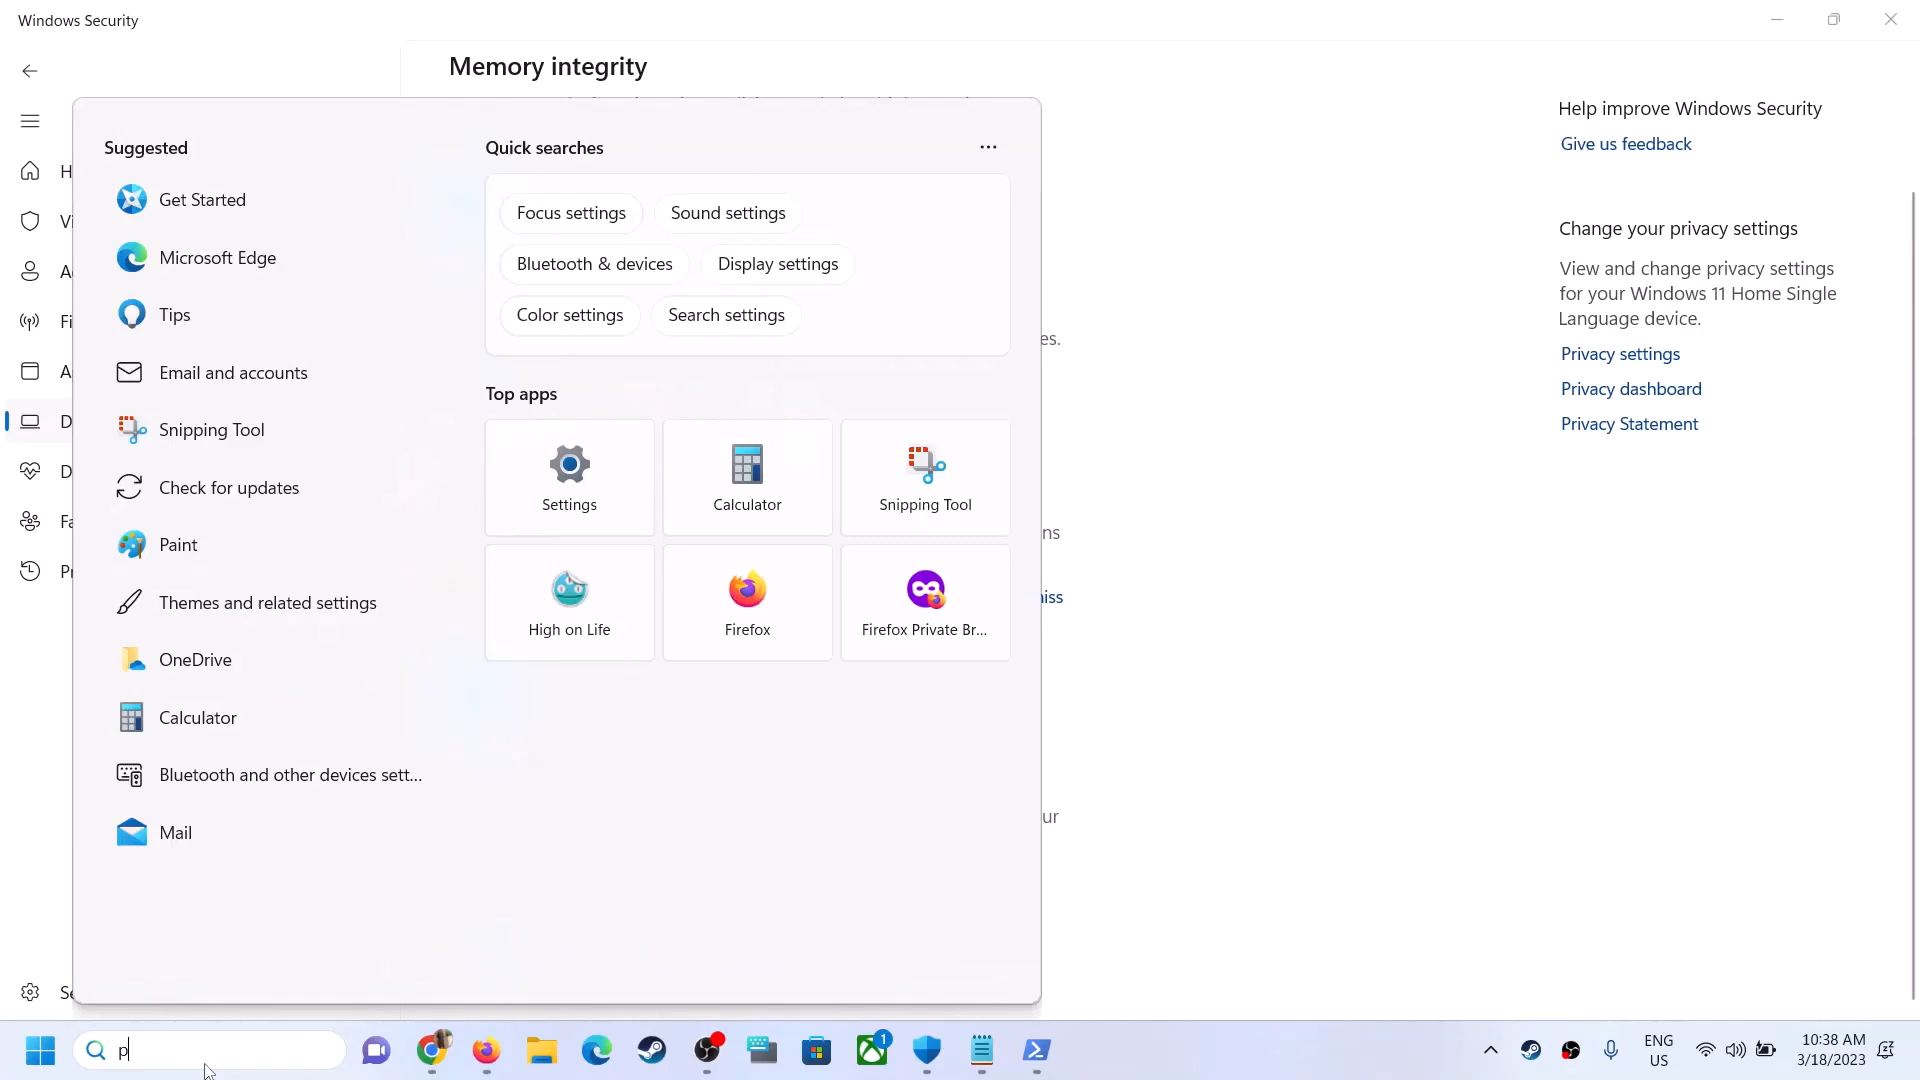 Windows Security
Memory integrity
Help improve Windows Security
Give us feedback
Change your privacy settings
View and change privacy settings
for your Windows 11 Home Single
Language device.
Privacy settings
Privacy dashboard
Privacy Statement
Suggested
Get Started
Microsoft Edge
Tips
Email and accounts
Snipping Tool
Check for updates
Paint
Themes and related settings
OneDrive
Calculator
Bluetooth and other devices sett...
Mail
Quick searches
Focus settings
Sound settings
Bluetooth & devices
Display settings
Color settings
Search settings
Top apps
Settings
Calculator
Snipping Tool
High on Life
Firefox
Firefox Private Br...
es.
ns
iss
ur
p
1
ENG
US
10:38 AM
3/18/2023